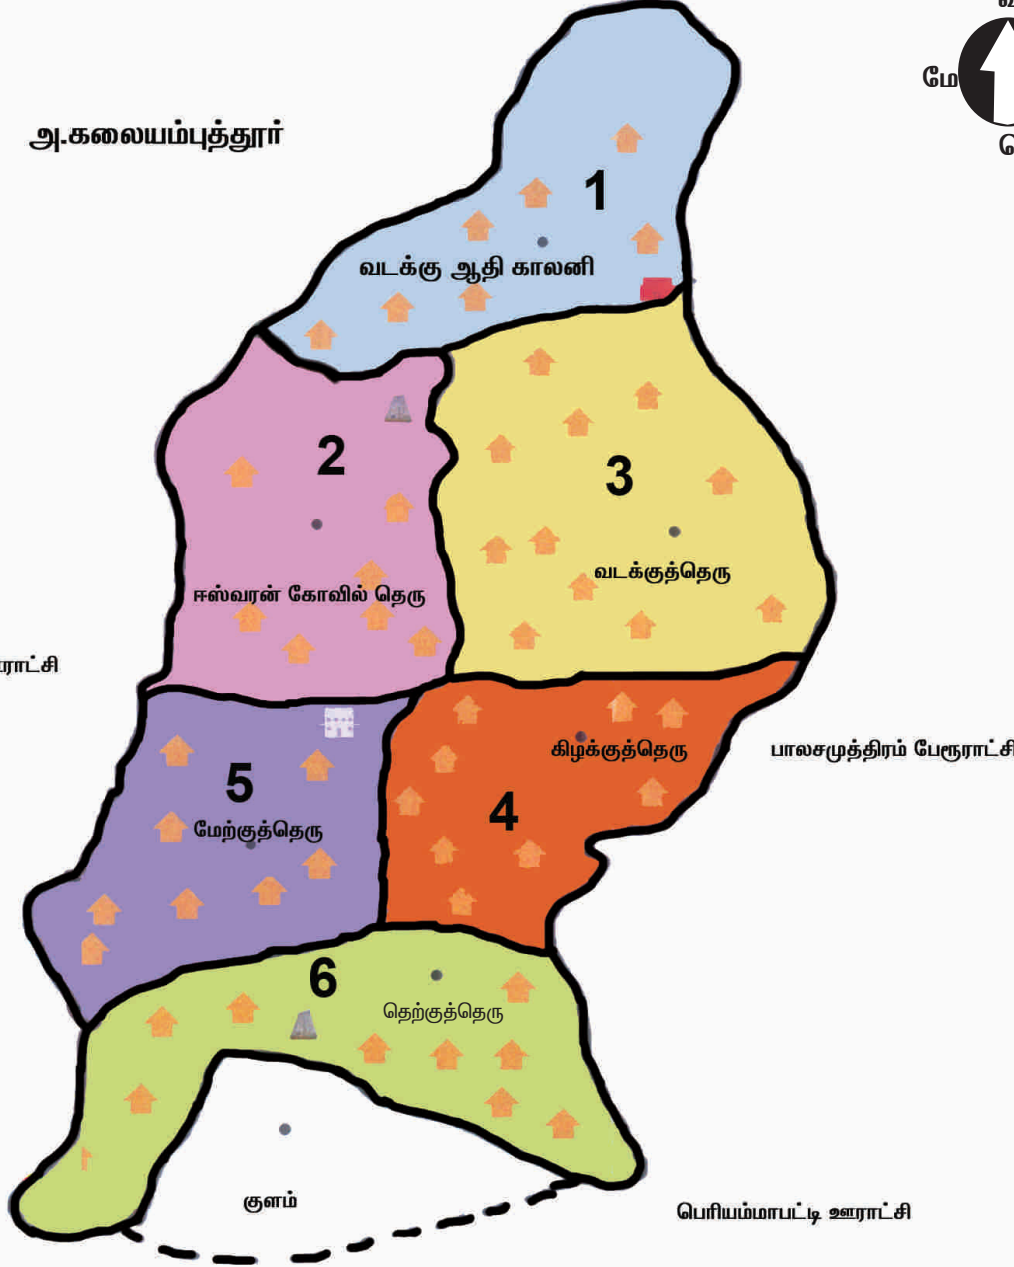 அ.கலையம்புத்தூர்
மே
1
வடக்கு ஆதி காலனி
2
3
வடக்குத்தெரு
ஈஸ்வரன் கோவில் தெரு
கிழக்குத்தெரு
பாலசமுத்திரம் பேரூராட்சி
5
4
மேற்குத்தெரு
6
தெற்குத்தெரு
குளம்
பெரியம்மாபட்டி ஊராட்சி